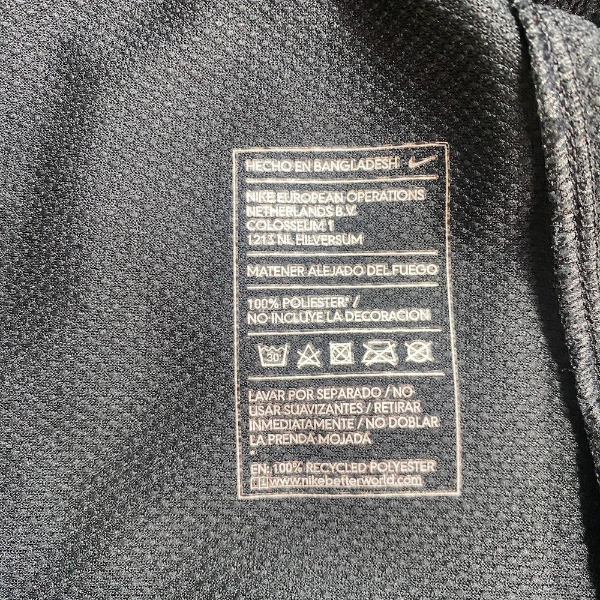 HECHO EN BANGLADESH
NIKE EUROPEAN OPERATIONS
NETHERLANDS B.V.
COLOSSEUM 1
1213 NL HILVERSUM
MATENER ALEJADO DEL FUEGO
100% POLIESTER* /
NO INCLUYE LA DECORACION
30
LAVAR POR SEPARADO / NO
USAR SUAVIZANTES / RETIRAR
INMEDIATAMENTE / NO DOBLAR
LA PRENDA MOJADA
*
EN: 100% RECYCLED POLYESTER
www.nikebetterworld.com